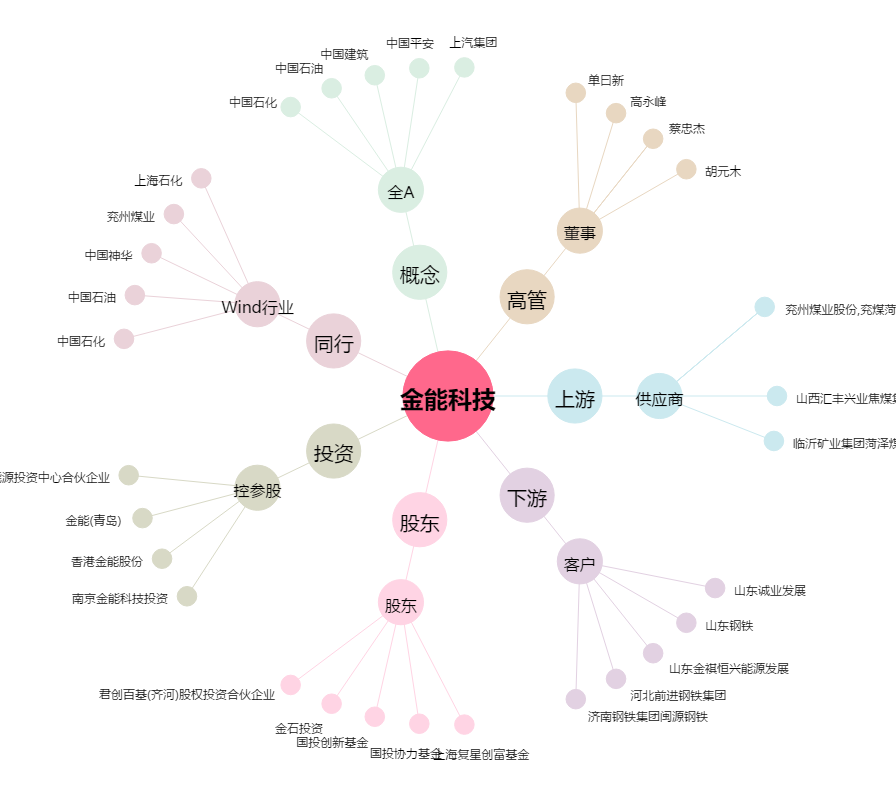 上汽集团
中国平安
中国建筑
中国石油
中国石化
全A
概念
单曰新
高永峰
蔡忠杰
胡元木
董事
高管
上海石化
兖州煤业
中国神华
中国石油
中国石化
Wind行业
同行
金能科技
兖州煤业股份,兖煤菏
山西汇丰兴业焦煤集
临沂矿业集团菏泽煤
供应商
上游
投资
控参股
能源投资中心合伙企业
金能(青岛)
香港金能股份
南京金能科技投资
下游
客户
山东诚业发展
山东钢铁
山东金褀恒兴能源发展
河北前进钢铁集团
济南钢铁集团闽源钢铁
股东
股东
君创百基(齐河)股权投资合伙企业
金石投资
国投创新基金
国投协力基金
上海复星创富基金